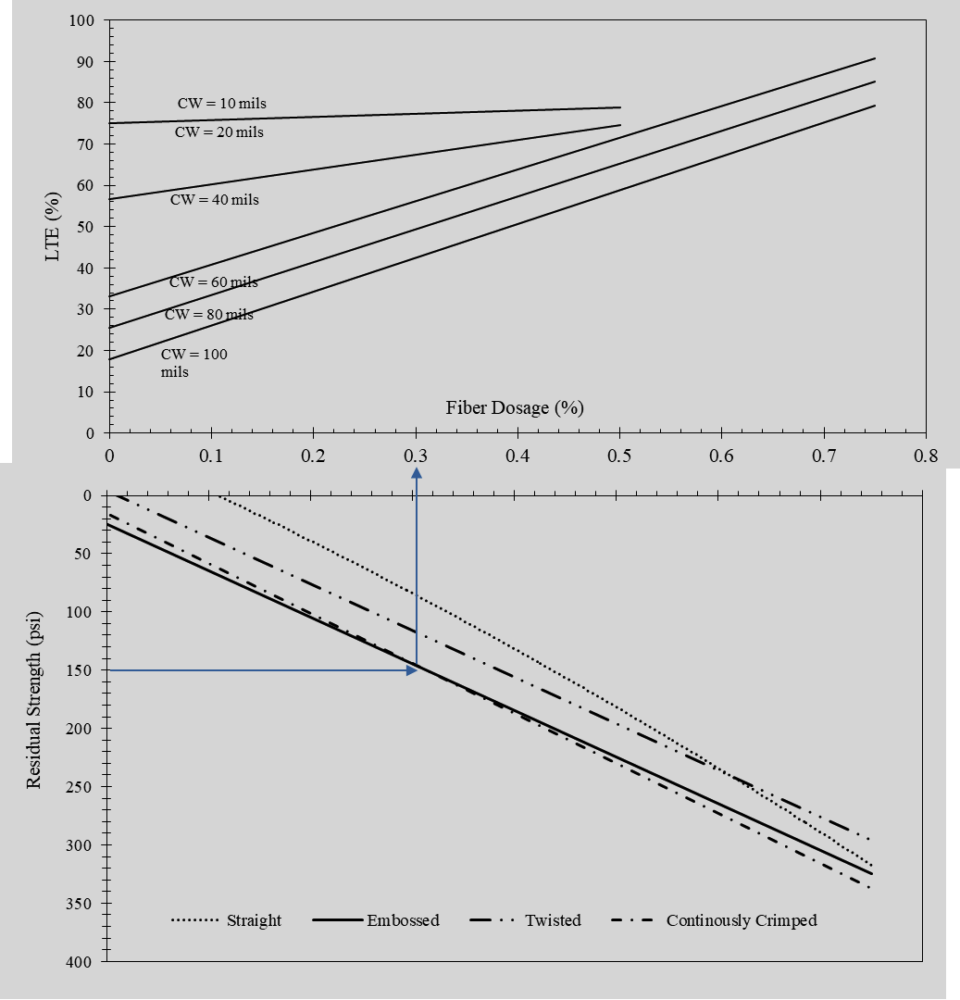 100
90
80
70
60
50
40
30
20
10
0
LTE (%)
CW = 10 mils
CW = 20 mils
CW = 40 mils
CW = 60 mils
CW = 80 mils
CW = 100
mils
Fiber Dosage (%)
0 0.1 0.2 0.3 0.4 0.5 0.6 0.7 0.8
0
50
100
150
200
250
300
350
400
Residual Strength (psi)
Straight Embossed Twisted Continously Crimped